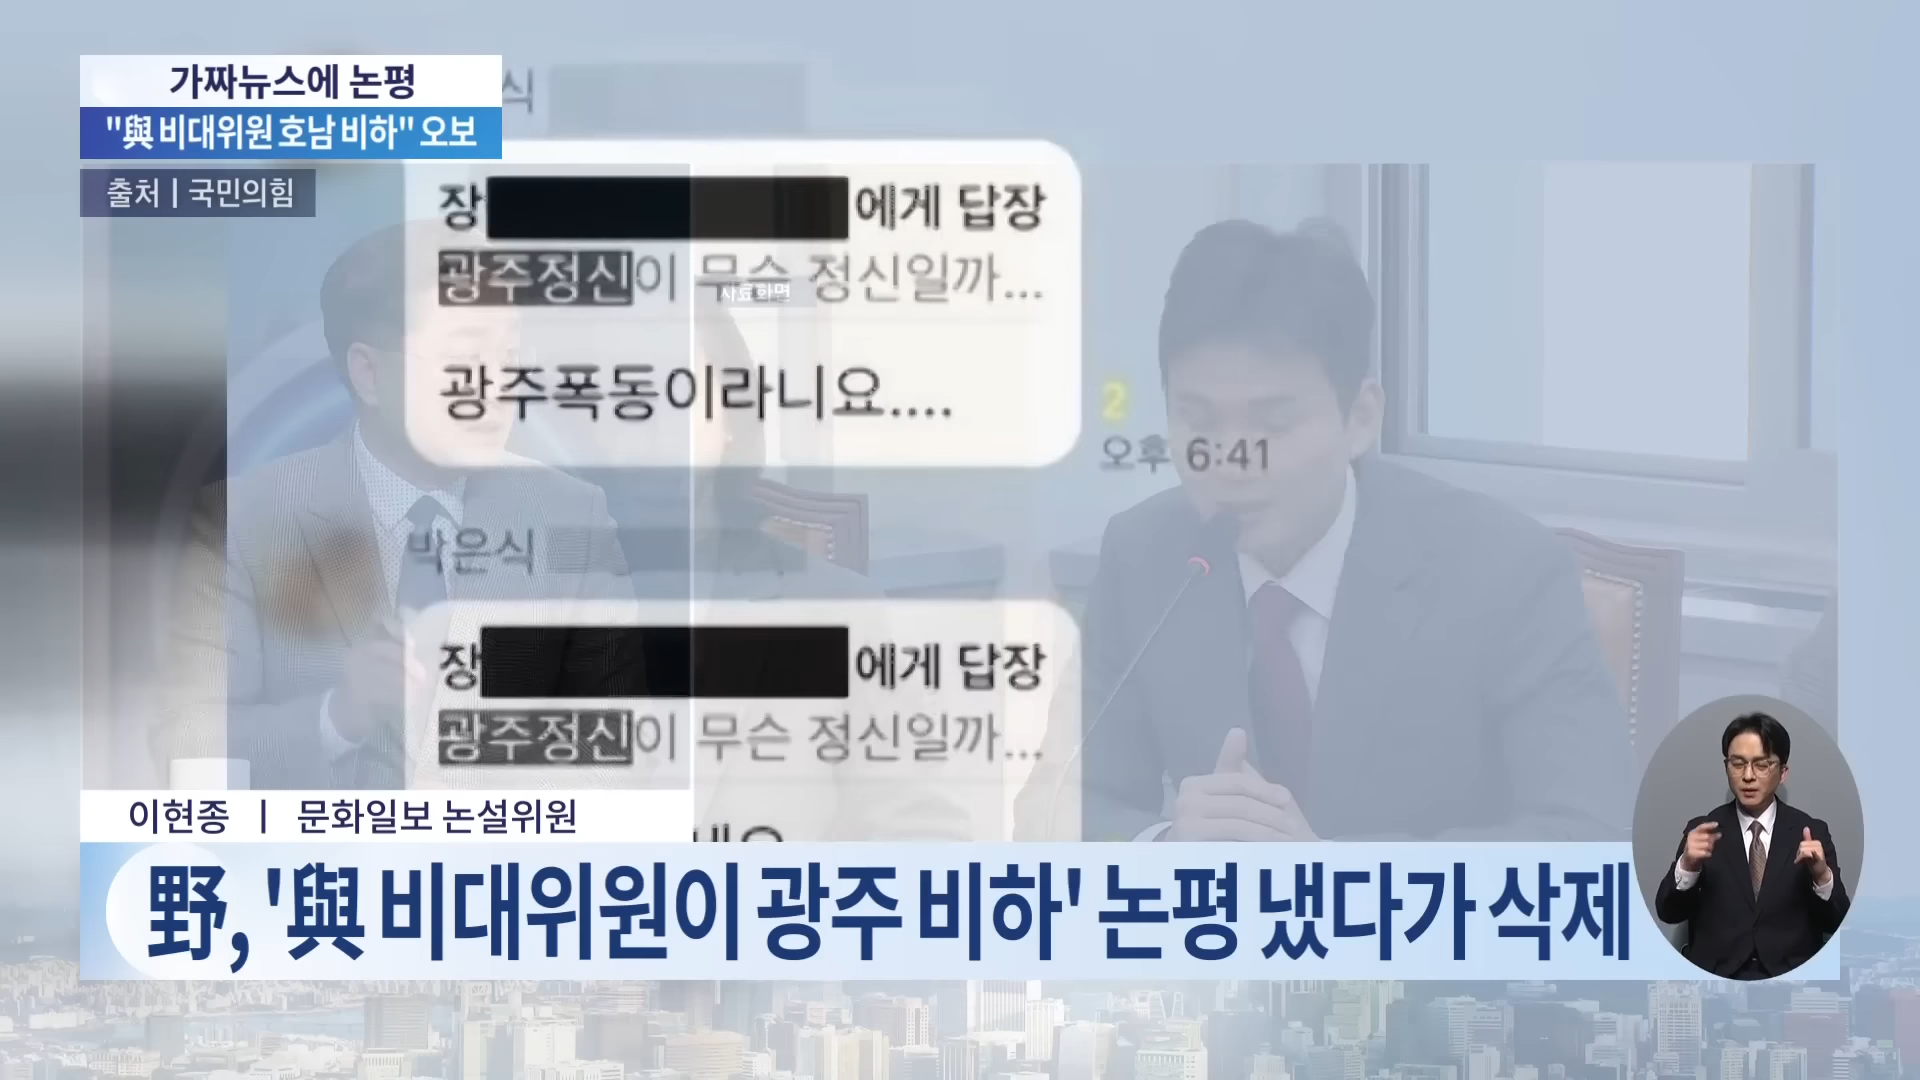 가짜뉴스에 논평
"與 비대위원 호남 비하" 오보
출처 | 국민의힘
식
장
에게 답장
광주정신이 무슨 정신일까...
자료화면
광주폭동이라니요....
2
오후 6:41
박은식
장
에게 답장
광주정신이 무슨 정신일까...
이현종 | 문화일보 논설위원
野, '與 비대위원이 광주 비하' 논평 냈다가 삭제